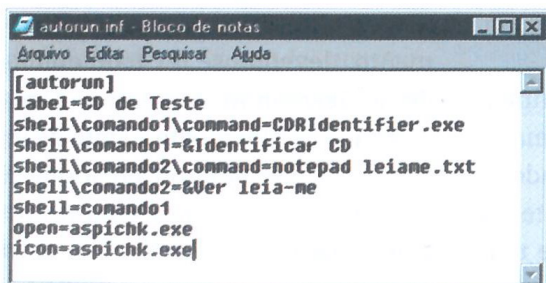 autorun.inf - Bloco de notas
Arquivo Editar Pesquisar Ajuda
[autorun]
label=CD de Teste
shell\comando1\command=CDRIdentifier.exe
shell\comando1=&Identificar CD
shell\comando2\command=notepad leiame.txt
shell\comando2=&Ver leia-me
shell=comando1
open=aspichk.exe
icon=aspichk.exe